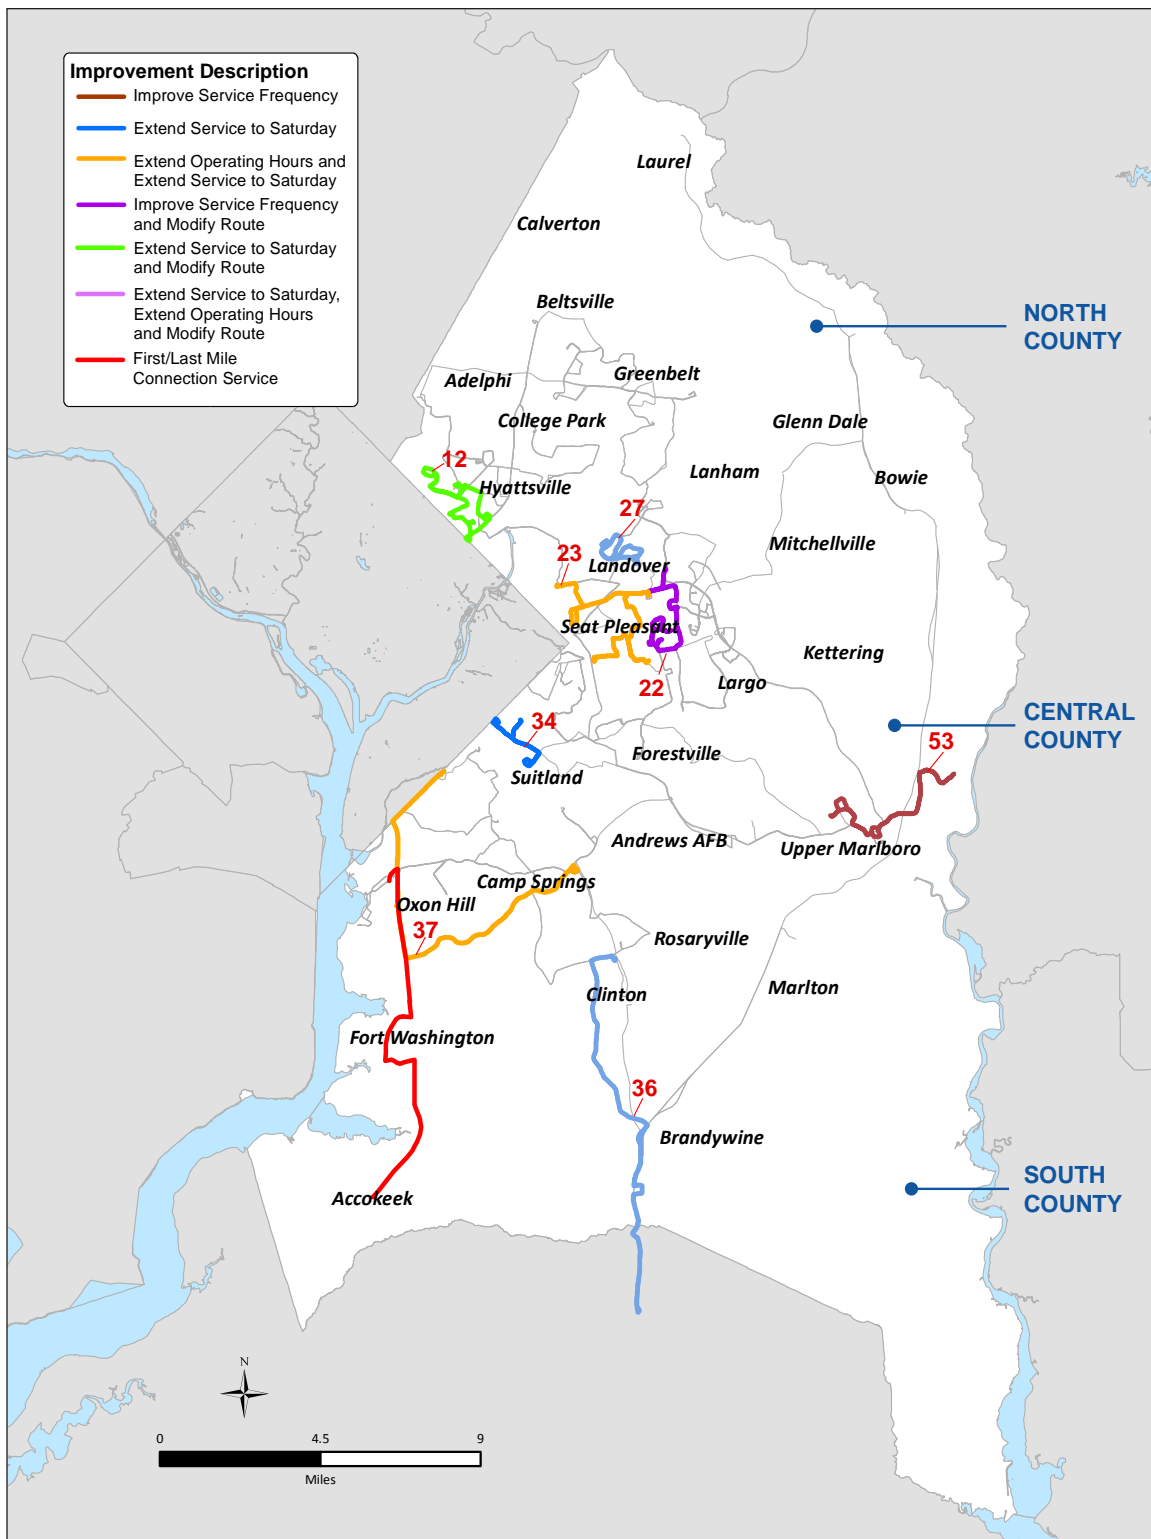 Improvement Description
Improve Service Frequency
Extend Service to Saturday
Extend Operating Hours and
Extend Service to Saturday
Improve Service Frequency
and Modify Route
Extend Service to Saturday
and Modify Route
Extend Service to Saturday,
Extend Operating Hours
and Modify Route
First/Last Mile
Connection Service
Laurel
Calverton
Beltsville
NORTH
COUNTY
Adelphi
Greenbelt
College Park
Glenn Dale
12
Hyattsville
Lanham
Bowie
27
23
Landover
Mitchellville
Seat Pleasant
Kettering
22
Largo
34
CENTRAL
COUNTY
Forestville
53
Suitland
Andrews AFB
Upper Marlboro
Camp Springs
Oxon Hill
37
Rosaryville
Clinton
Marlton
Fort Washington
36
Brandywine
Accokeek
SOUTH
COUNTY
N
0 4.5 9
Miles